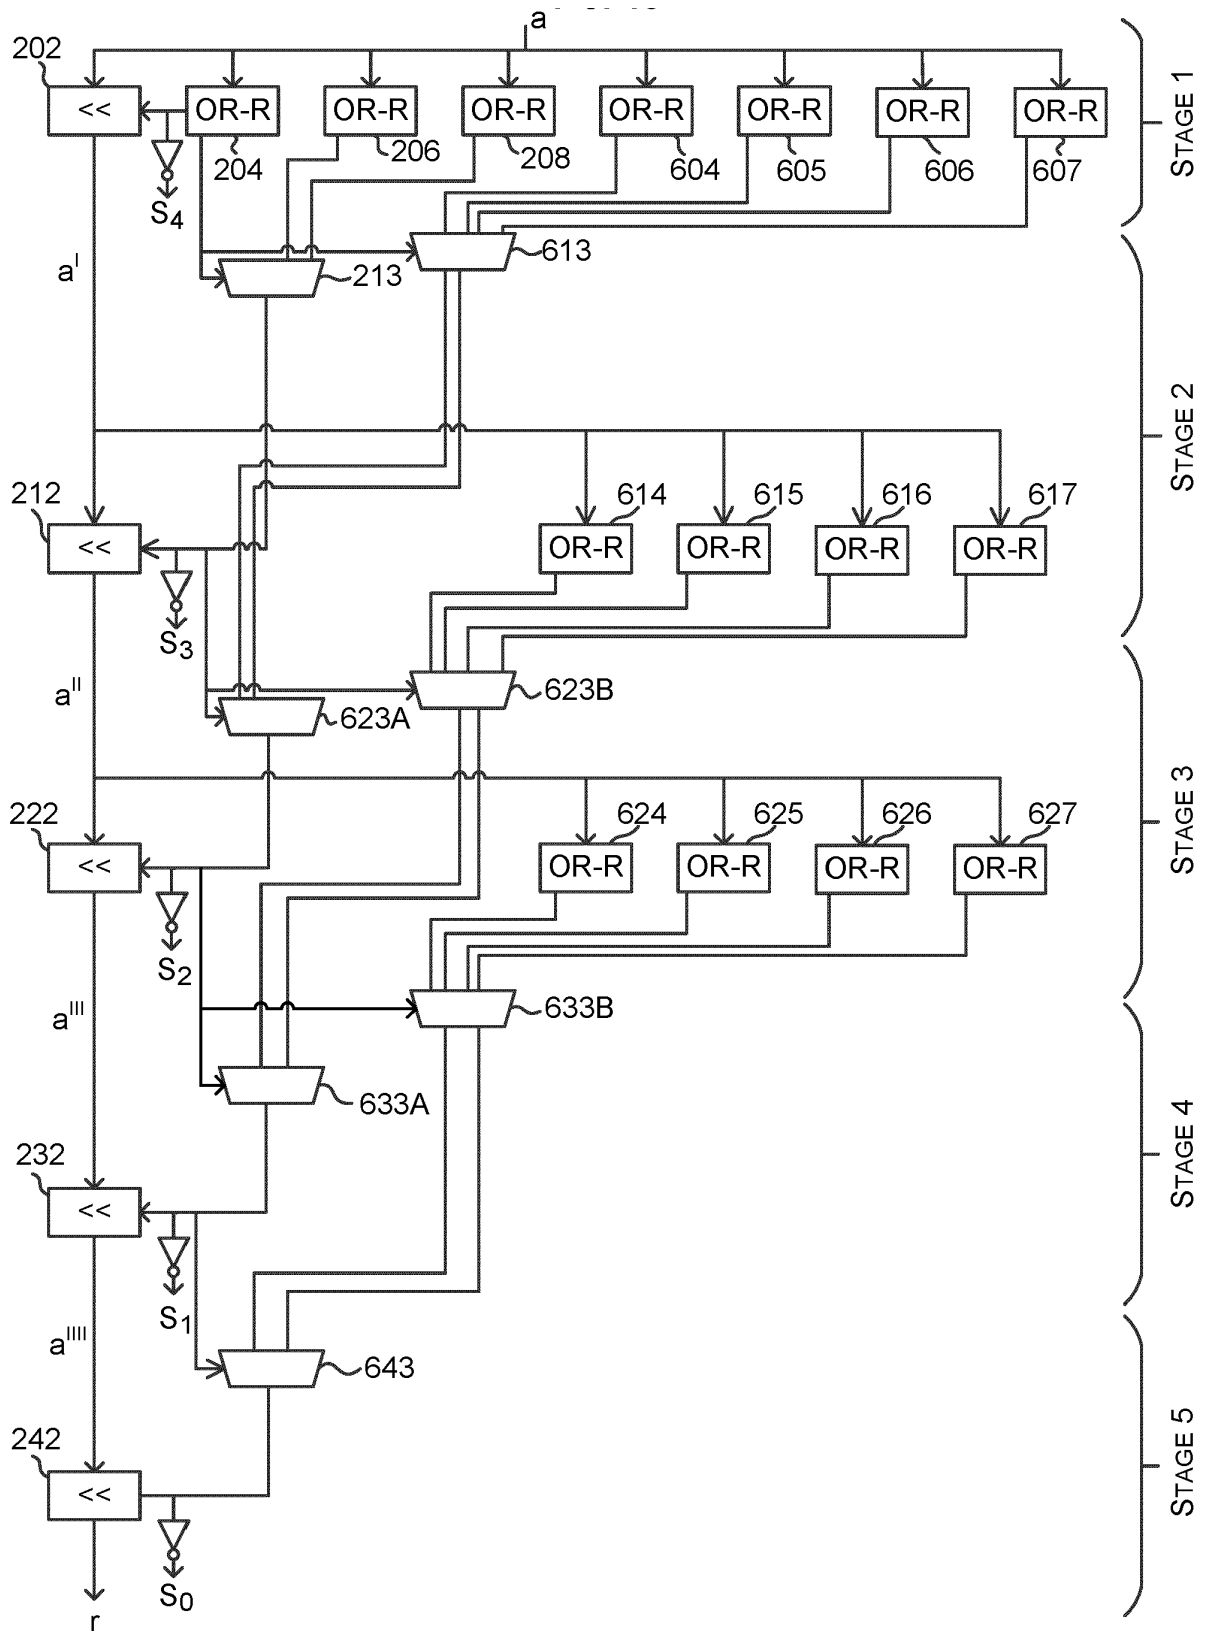 a
202
<<
OR-R
OR-R
OR-R
OR-R
OR-R
OR-R
OR-R
204
206
208
604
605
606
607
S4
STAGE 1
aI
213
613
STAGE 2
212
<<
614
615
616
617
OR-R
OR-R
OR-R
OR-R
S3
aII
623A
623B
STAGE 3
222
<<
624
625
626
627
OR-R
OR-R
OR-R
OR-R
S2
aIII
633B
633A
STAGE 4
232
<<
S1
aIIII
643
STAGE 5
242
<<
S0
r